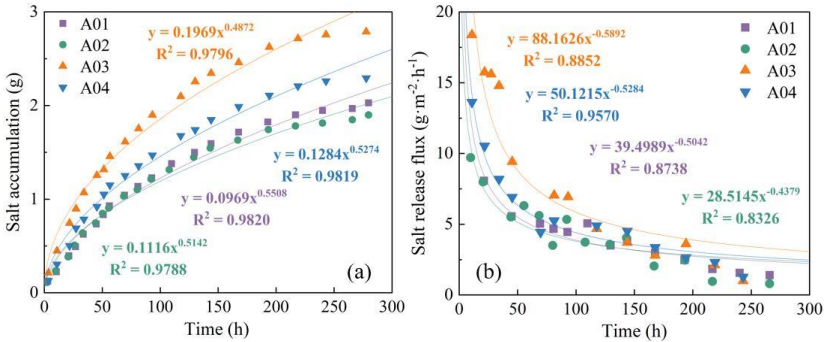 Salt accumulation (g)
3
2
1
0
A01
A02
A03
A04
y = 0.1969x^0.4872
R² = 0.9796
y = 0.1284x^0.5274
R² = 0.9819
y = 0.0969x^0.5508
R² = 0.9820
y = 0.1116x^0.5142
R² = 0.9788
(a)
0 50 100 150 200 250 300
Time (h)
Salt release flux (g·m⁻²·h⁻¹)
20
15
10
5
0
y = 88.1626x^-0.5892
R² = 0.8852
y = 50.1215x^-0.5284
R² = 0.9570
y = 39.4989x^-0.5042
R² = 0.8738
y = 28.5145x^-0.4379
R² = 0.8326
A01
A02
A03
A04
(b)
0 50 100 150 200 250 300
Time (h)